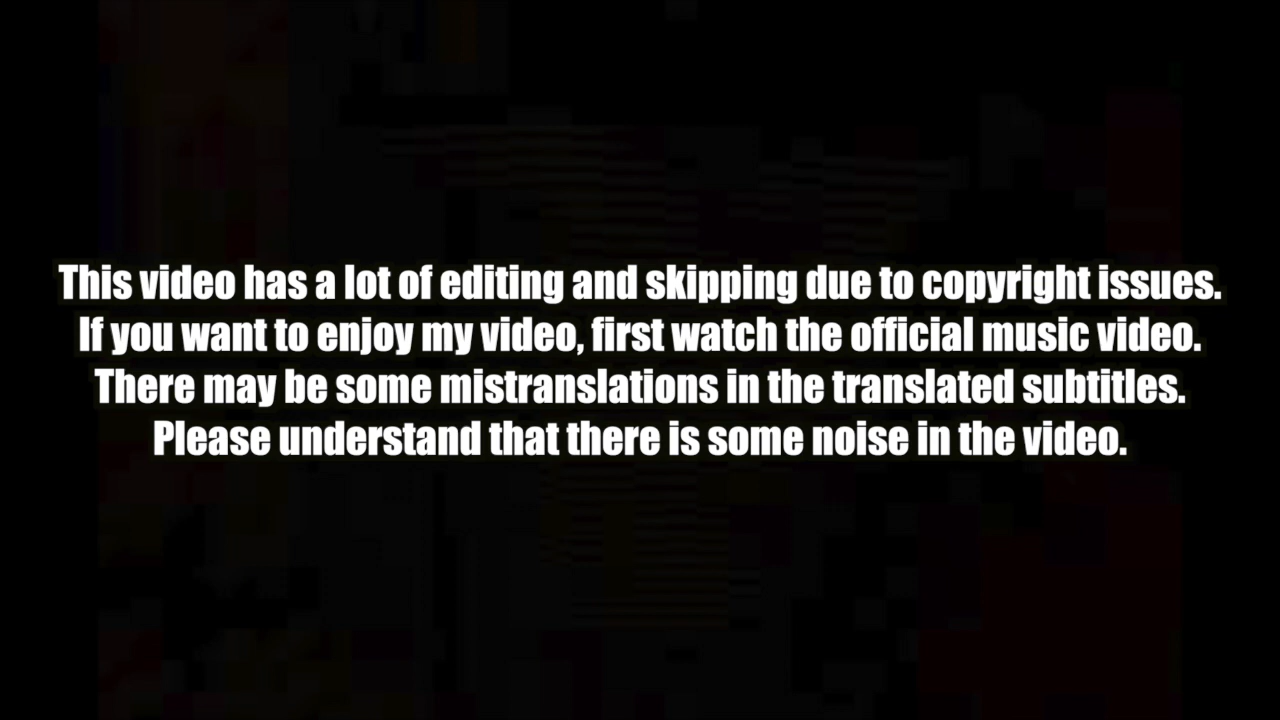 This video has a lot of editing and skipping due to copyright issues.
If you want to enjoy my video, first watch the official music video.
There may be some mistranslations in the translated subtitles.
Please understand that there is some noise in the video.